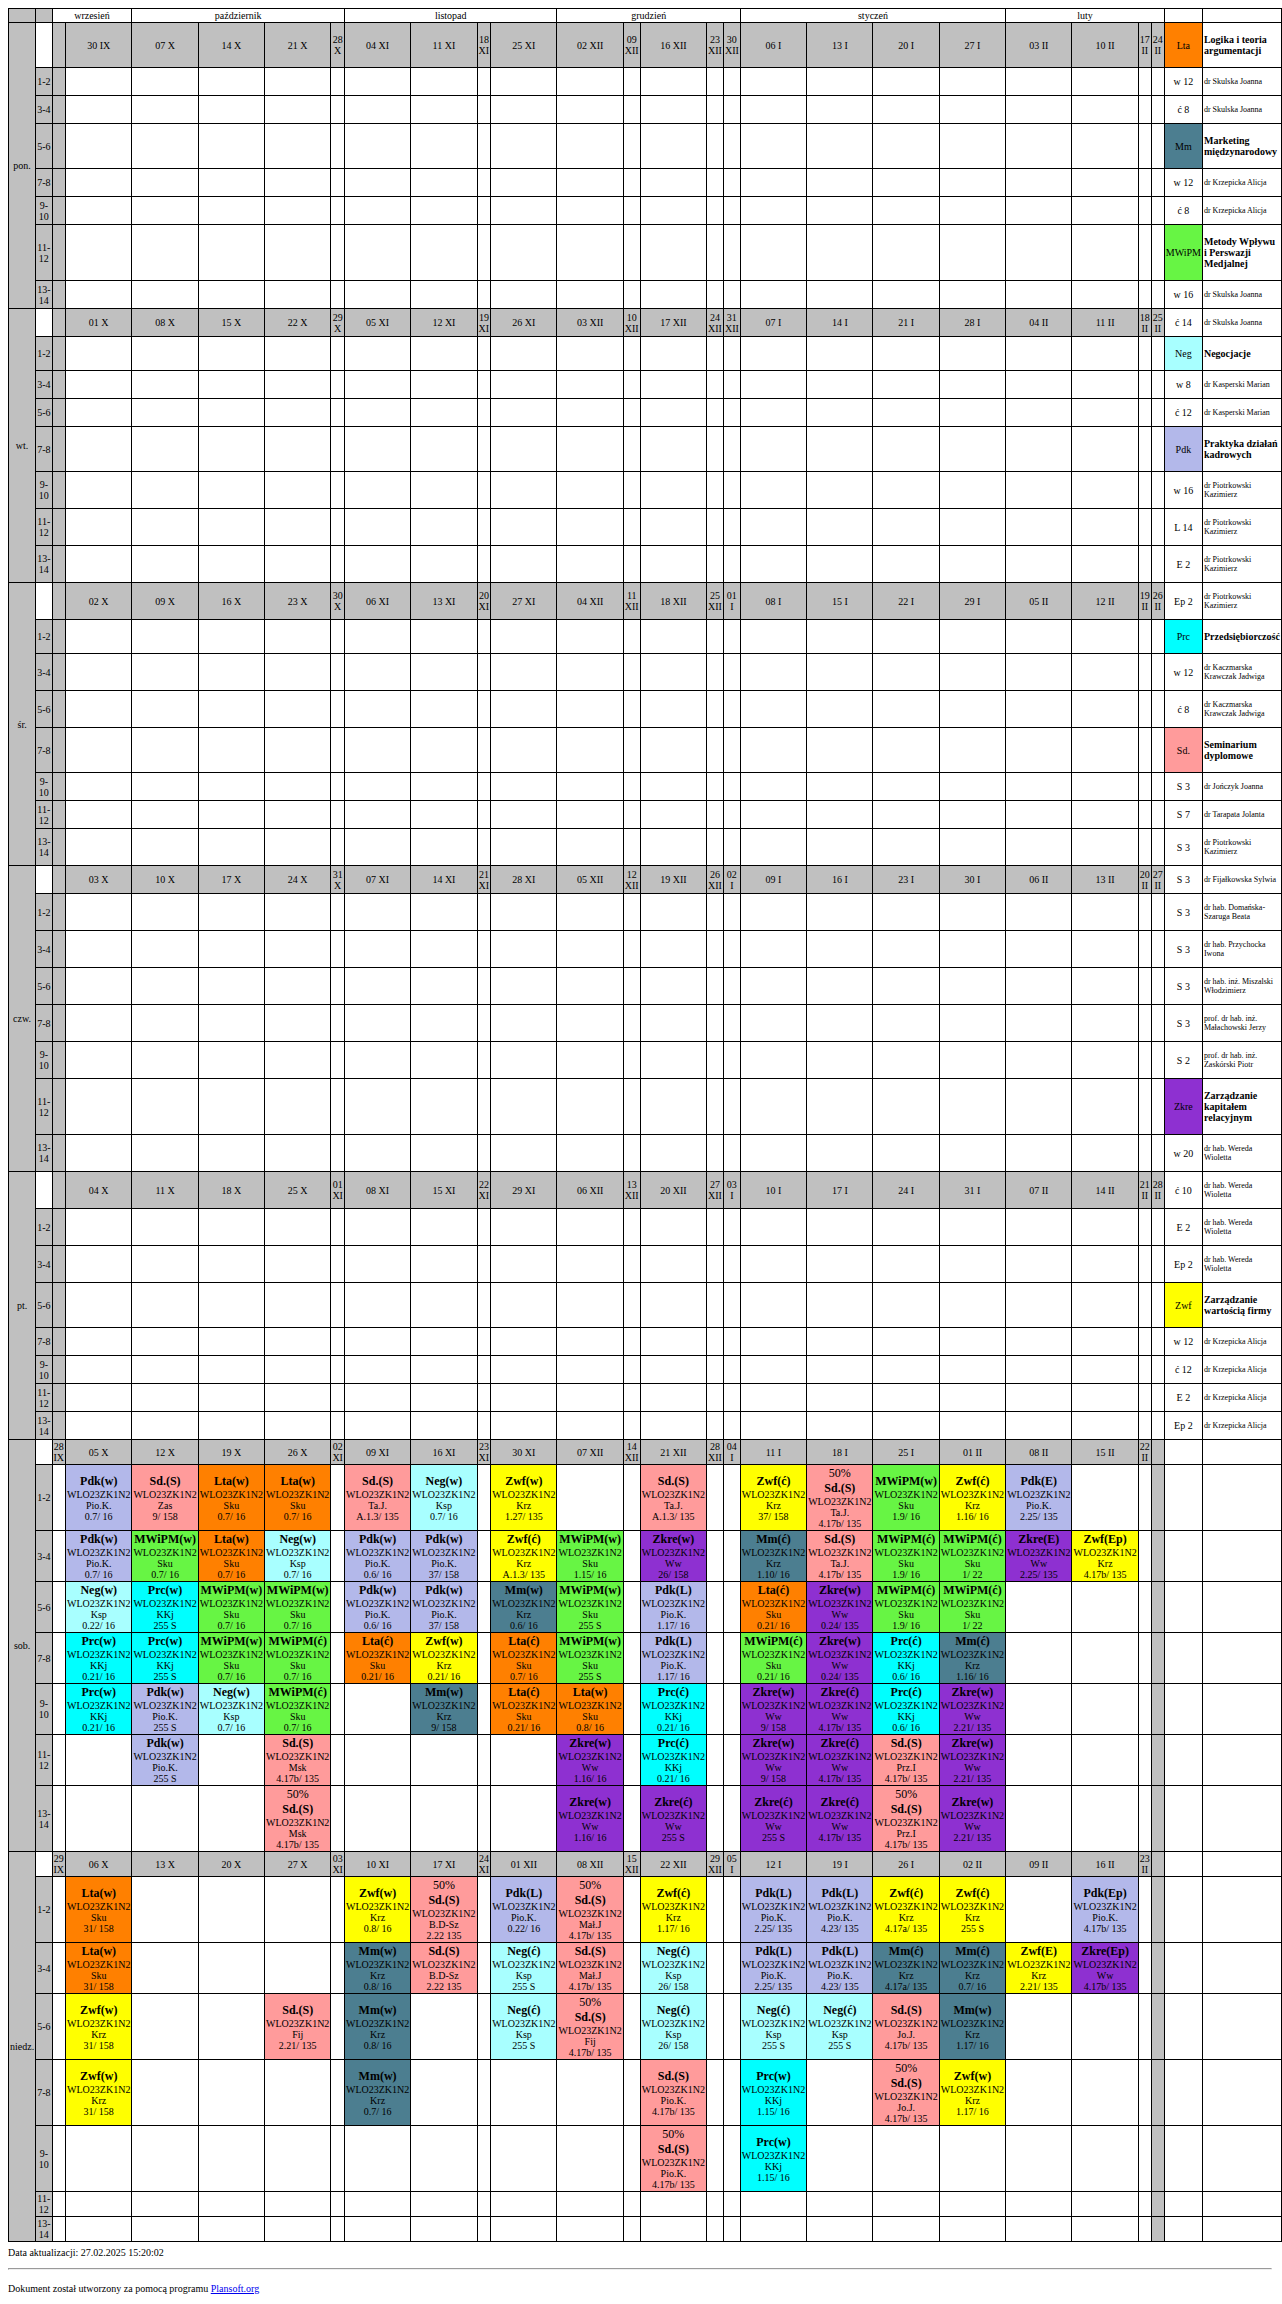 wrzesień październik listopad grudzień styczeń luty
pon. 30 IX 07 X 14 X 21 X 28 X 04 XI 11 XI 18 XI 25 XI 02 XII 09 XII 16 XII 23 XII 30 XII 06 I 13 I 20 I 27 I 03 II 10 II 17 II 24 II Lta Logika i teoria argumentacji
1-2 w 12 dr Skulska Joanna
3-4 ć 8 dr Skulska Joanna
5-6 Mm Marketing międzynarodowy
7-8 w 12 dr Krzepicka Alicja
9-10 ć 8 dr Krzepicka Alicja
11-12 MWiPM Metody Wpływu i Perswazji Medjalnej
13-14 w 16 dr Skulska Joanna
wt. 01 X 08 X 15 X 22 X 29 X 05 XI 12 XI 19 XI 26 XI 03 XII 10 XII 17 XII 24 XII 31 XII 07 I 14 I 21 I 28 I 04 II 11 II 18 II 25 II ć 14 dr Skulska Joanna
1-2 Neg Negocjacje
3-4 w 8 dr Kasperski Marian
5-6 ć 12 dr Kasperski Marian
7-8 Pdk Praktyka działań kadrowych
9-10 w 16 dr Piotrkowski Kazimierz
11-12 L 14 dr Piotrkowski Kazimierz
13-14 E 2 dr Piotrkowski Kazimierz
śr. 02 X 09 X 16 X 23 X 30 X 06 XI 13 XI 20 XI 27 XI 04 XII 11 XII 18 XII 25 XII 01 I 08 I 15 I 22 I 29 I 05 II 12 II 19 II 26 II Ep 2 dr Piotrkowski Kazimierz
1-2 Prc Przedsiębiorczość
3-4 w 12 dr Kaczmarska Krawczak Jadwiga
5-6 ć 8 dr Kaczmarska Krawczak Jadwiga
7-8 Sd. Seminarium dyplomowe
9-10 S 3 dr Jończyk Joanna
11-12 S 7 dr Tarapata Jolanta
13-14 S 3 dr Piotrkowski Kazimierz
czw. 03 X 10 X 17 X 24 X 31 X 07 XI 14 XI 21 XI 28 XI 05 XII 12 XII 19 XII 26 XII 02 I 09 I 16 I 23 I 30 I 06 II 13 II 20 II 27 II S 3 dr Fijałkowska Sylwia
1-2 S 3 dr hab. Domańska-Szaruga Beata
3-4 S 3 dr hab. Przychocka Iwona
5-6 S 3 dr hab. inż. Miszalski Włodzimierz
7-8 S 3 prof. dr hab. inż. Małachowski Jerzy
9-10 S 2 prof. dr hab. inż. Zaskórski Piotr
11-12 Zkre Zarządzanie kapitałem relacyjnym
13-14 w 20 dr hab. Wereda Wioletta
pt. 04 X 11 X 18 X 25 X 01 XI 08 XI 15 XI 22 XI 29 XI 06 XII 13 XII 20 XII 27 XII 03 I 10 I 17 I 24 I 31 I 07 II 14 II 21 II 28 II ć 10 dr hab. Wereda Wioletta
1-2 E 2 dr hab. Wereda Wioletta
3-4 Ep 2 dr hab. Wereda Wioletta
5-6 Zwf Zarządzanie wartością firmy
7-8 w 12 dr Krzepicka Alicja
9-10 ć 12 dr Krzepicka Alicja
11-12 E 2 dr Krzepicka Alicja
13-14 Ep 2 dr Krzepicka Alicja
sob. 28 IX 05 X 12 X 19 X 26 X 02 XI 09 XI 16 XI 23 XI 30 XI 07 XII 14 XII 21 XII 28 XII 04 I 11 I 18 I 25 I 01 II 08 II 15 II 22 II
1-2 Pdk(w) WLO23ZK1N2 Pio.K. 0.7/ 16 Sd.(S) WLO23ZK1N2 Zas 9/ 158 Lta(w) WLO23ZK1N2 Sku 0.7/ 16 Lta(w) WLO23ZK1N2 Sku 0.7/ 16 Sd.(S) WLO23ZK1N2 Ta.J. A.1.3/ 135 Neg(w) WLO23ZK1N2 Ksp 0.7/ 16 Zwf(w) WLO23ZK1N2 Krz 1.27/ 135 Sd.(S) WLO23ZK1N2 Ta.J. A.1.3/ 135 Zwf(ć) WLO23ZK1N2 Krz 37/ 158 50% Sd.(S) WLO23ZK1N2 Ta.J. 4.17b/ 135 MWiPM(w) WLO23ZK1N2 Sku 1.9/ 16 Zwf(ć) WLO23ZK1N2 Krz 1.16/ 16 Pdk(E) WLO23ZK1N2 Pio.K. 2.25/ 135
3-4 Pdk(w) WLO23ZK1N2 Pio.K. 0.7/ 16 MWiPM(w) WLO23ZK1N2 Sku 0.7/ 16 Lta(w) WLO23ZK1N2 Sku 0.7/ 16 Neg(w) WLO23ZK1N2 Ksp 0.7/ 16 Pdk(w) WLO23ZK1N2 Pio.K. 0.6/ 16 Pdk(w) WLO23ZK1N2 Pio.K. 37/ 158 Zwf(ć) WLO23ZK1N2 Krz A.1.3/ 135 MWiPM(w) WLO23ZK1N2 Sku 1.15/ 16 Zkre(w) WLO23ZK1N2 Ww 26/ 158 Mm(ć) WLO23ZK1N2 Krz 1.10/ 16 Sd.(S) WLO23ZK1N2 Ta.J. 4.17b/ 135 MWiPM(ć) WLO23ZK1N2 Sku 1.9/ 16 MWiPM(ć) WLO23ZK1N2 Sku 1/ 22 Zkre(E) WLO23ZK1N2 Ww 2.25/ 135 Zwf(Ep) WLO23ZK1N2 Krz 4.17b/ 135
5-6 Neg(w) WLO23ZK1N2 Ksp 0.22/ 16 Prc(w) WLO23ZK1N2 KKj 255 S MWiPM(w) WLO23ZK1N2 Sku 0.7/ 16 MWiPM(w) WLO23ZK1N2 Sku 0.7/ 16 Pdk(w) WLO23ZK1N2 Pio.K. 0.6/ 16 Pdk(w) WLO23ZK1N2 Pio.K. 37/ 158 Mm(w) WLO23ZK1N2 Krz 0.6/ 16 MWiPM(w) WLO23ZK1N2 Sku 255 S Pdk(L) WLO23ZK1N2 Pio.K. 1.17/ 16 Lta(ć) WLO23ZK1N2 Sku 0.21/ 16 Zkre(w) WLO23ZK1N2 Ww 0.24/ 135 MWiPM(ć) WLO23ZK1N2 Sku 1.9/ 16 MWiPM(ć) WLO23ZK1N2 Sku 1/ 22
7-8 Prc(w) WLO23ZK1N2 KKj 0.21/ 16 Prc(w) WLO23ZK1N2 KKj 255 S MWiPM(w) WLO23ZK1N2 Sku 0.7/ 16 MWiPM(ć) WLO23ZK1N2 Sku 0.7/ 16 Lta(ć) WLO23ZK1N2 Sku 0.21/ 16 Zwf(w) WLO23ZK1N2 Krz 0.21/ 16 Lta(ć) WLO23ZK1N2 Sku 0.7/ 16 MWiPM(w) WLO23ZK1N2 Sku 255 S Pdk(L) WLO23ZK1N2 Pio.K. 1.17/ 16 MWiPM(ć) WLO23ZK1N2 Sku 0.21/ 16 Zkre(w) WLO23ZK1N2 Ww 0.24/ 135 Prc(ć) WLO23ZK1N2 KKj 0.6/ 16 Mm(ć) WLO23ZK1N2 Krz 1.16/ 16
9-10 Prc(w) WLO23ZK1N2 KKj 0.21/ 16 Pdk(w) WLO23ZK1N2 Pio.K. 255 S Neg(w) WLO23ZK1N2 Ksp 0.7/ 16 MWiPM(ć) WLO23ZK1N2 Sku 0.7/ 16 Mm(w) WLO23ZK1N2 Krz 9/ 158 Lta(ć) WLO23ZK1N2 Sku 0.21/ 16 Lta(w) WLO23ZK1N2 Sku 0.8/ 16 Prc(ć) WLO23ZK1N2 KKj 0.21/ 16 Zkre(w) WLO23ZK1N2 Ww 9/ 158 Zkre(ć) WLO23ZK1N2 Ww 4.17b/ 135 Prc(ć) WLO23ZK1N2 KKj 0.6/ 16 Zkre(w) WLO23ZK1N2 Ww 2.21/ 135
11-12 Pdk(w) WLO23ZK1N2 Pio.K. 255 S Sd.(S) WLO23ZK1N2 Msk 4.17b/ 135 Zkre(w) WLO23ZK1N2 Ww 1.16/ 16 Prc(ć) WLO23ZK1N2 KKj 0.21/ 16 Zkre(w) WLO23ZK1N2 Ww 9/ 158 Zkre(ć) WLO23ZK1N2 Ww 4.17b/ 135 Sd.(S) WLO23ZK1N2 Prz.I 4.17b/ 135 Zkre(w) WLO23ZK1N2 Ww 2.21/ 135
13-14 50% Sd.(S) WLO23ZK1N2 Msk 4.17b/ 135 Zkre(w) WLO23ZK1N2 Ww 1.16/ 16 Zkre(ć) WLO23ZK1N2 Ww 255 S Zkre(ć) WLO23ZK1N2 Ww 255 S Zkre(ć) WLO23ZK1N2 Ww 4.17b/ 135 50% Sd.(S) WLO23ZK1N2 Prz.I 4.17b/ 135 Zkre(w) WLO23ZK1N2 Ww 2.21/ 135
niedz. 29 IX 06 X 13 X 20 X 27 X 03 XI 10 XI 17 XI 24 XI 01 XII 08 XII 15 XII 22 XII 29 XII 05 I 12 I 19 I 26 I 02 II 09 II 16 II 23 II
1-2 Lta(w) WLO23ZK1N2 Sku 31/ 158 Zwf(w) WLO23ZK1N2 Krz 0.8/ 16 50% Sd.(S) WLO23ZK1N2 B.D-Sz 2.22 135 Pdk(L) WLO23ZK1N2 Pio.K. 0.22/ 16 50% Sd.(S) WLO23ZK1N2 Mał.J 4.17b/ 135 Zwf(ć) WLO23ZK1N2 Krz 1.17/ 16 Pdk(L) WLO23ZK1N2 Pio.K. 2.25/ 135 Pdk(L) WLO23ZK1N2 Pio.K. 4.23/ 135 Zwf(ć) WLO23ZK1N2 Krz 4.17a/ 135 Zwf(ć) WLO23ZK1N2 Krz 255 S Pdk(Ep) WLO23ZK1N2 Pio.K. 4.17b/ 135
3-4 Lta(w) WLO23ZK1N2 Sku 31/ 158 Mm(w) WLO23ZK1N2 Krz 0.8/ 16 Sd.(S) WLO23ZK1N2 B.D-Sz 2.22 135 Neg(ć) WLO23ZK1N2 Ksp 255 S Sd.(S) WLO23ZK1N2 Mał.J 4.17b/ 135 Neg(ć) WLO23ZK1N2 Ksp 26/ 158 Pdk(L) WLO23ZK1N2 Pio.K. 2.25/ 135 Pdk(L) WLO23ZK1N2 Pio.K. 4.23/ 135 Mm(ć) WLO23ZK1N2 Krz 4.17a/ 135 Mm(ć) WLO23ZK1N2 Krz 0.7/ 16 Zwf(E) WLO23ZK1N2 Krz 2.21/ 135 Zkre(Ep) WLO23ZK1N2 Ww 4.17b/ 135
5-6 Zwf(w) WLO23ZK1N2 Krz 31/ 158 Sd.(S) WLO23ZK1N2 Fij 2.21/ 135 Mm(w) WLO23ZK1N2 Krz 0.8/ 16 Neg(ć) WLO23ZK1N2 Ksp 255 S 50% Sd.(S) WLO23ZK1N2 Fij 4.17b/ 135 Neg(ć) WLO23ZK1N2 Ksp 26/ 158 Neg(ć) WLO23ZK1N2 Ksp 255 S Neg(ć) WLO23ZK1N2 Ksp 255 S Sd.(S) WLO23ZK1N2 Jo.J. 4.17b/ 135 Mm(w) WLO23ZK1N2 Krz 1.17/ 16
7-8 Zwf(w) WLO23ZK1N2 Krz 31/ 158 Mm(w) WLO23ZK1N2 Krz 0.7/ 16 Sd.(S) WLO23ZK1N2 Pio.K. 4.17b/ 135 Prc(w) WLO23ZK1N2 KKj 1.15/ 16 50% Sd.(S) WLO23ZK1N2 Jo.J. 4.17b/ 135 Zwf(w) WLO23ZK1N2 Krz 1.17/ 16
9-10 50% Sd.(S) WLO23ZK1N2 Pio.K. 4.17b/ 135 Prc(w) WLO23ZK1N2 KKj 1.15/ 16
11-12
13-14
Data aktualizacji: 27.02.2025 15:20:02
Dokument został utworzony za pomocą programu Plansoft.org